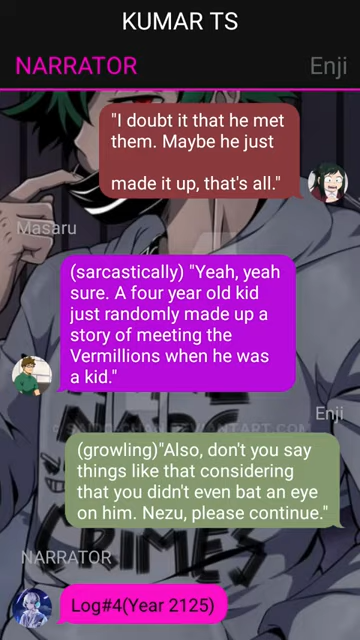 KUMAR TS
NARRATOR
Enji
"I doubt it that he met
them. Maybe he just
made it up, that's all."
Masaru
(sarcastically) "Yeah, yeah
sure. A four year old kid
just randomly made up a
story of meeting the
Vermillions when he was
a kid."
Enji
(growling)"Also, don't you say
things like that considering
that you didn't even bat an eye
on him. Nezu, please continue."
CRIMES
NARRATOR
Log#4(Year 2125)